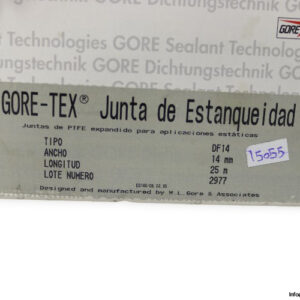 GORE
Technologies GORE Sealant Technologies
Dichtungstechnik GORE Dichtungstechnik G
GORE-TEX® Junta de Estanqueidad
Juntas de PTFE expandido para aplicaciones estáticas
TIPO DF14
ANCHO 14 mm
LONGITUD 25 m
LOTE NUMERO 2977
15055
Designed and manufactured by W.L.Gore & Associates